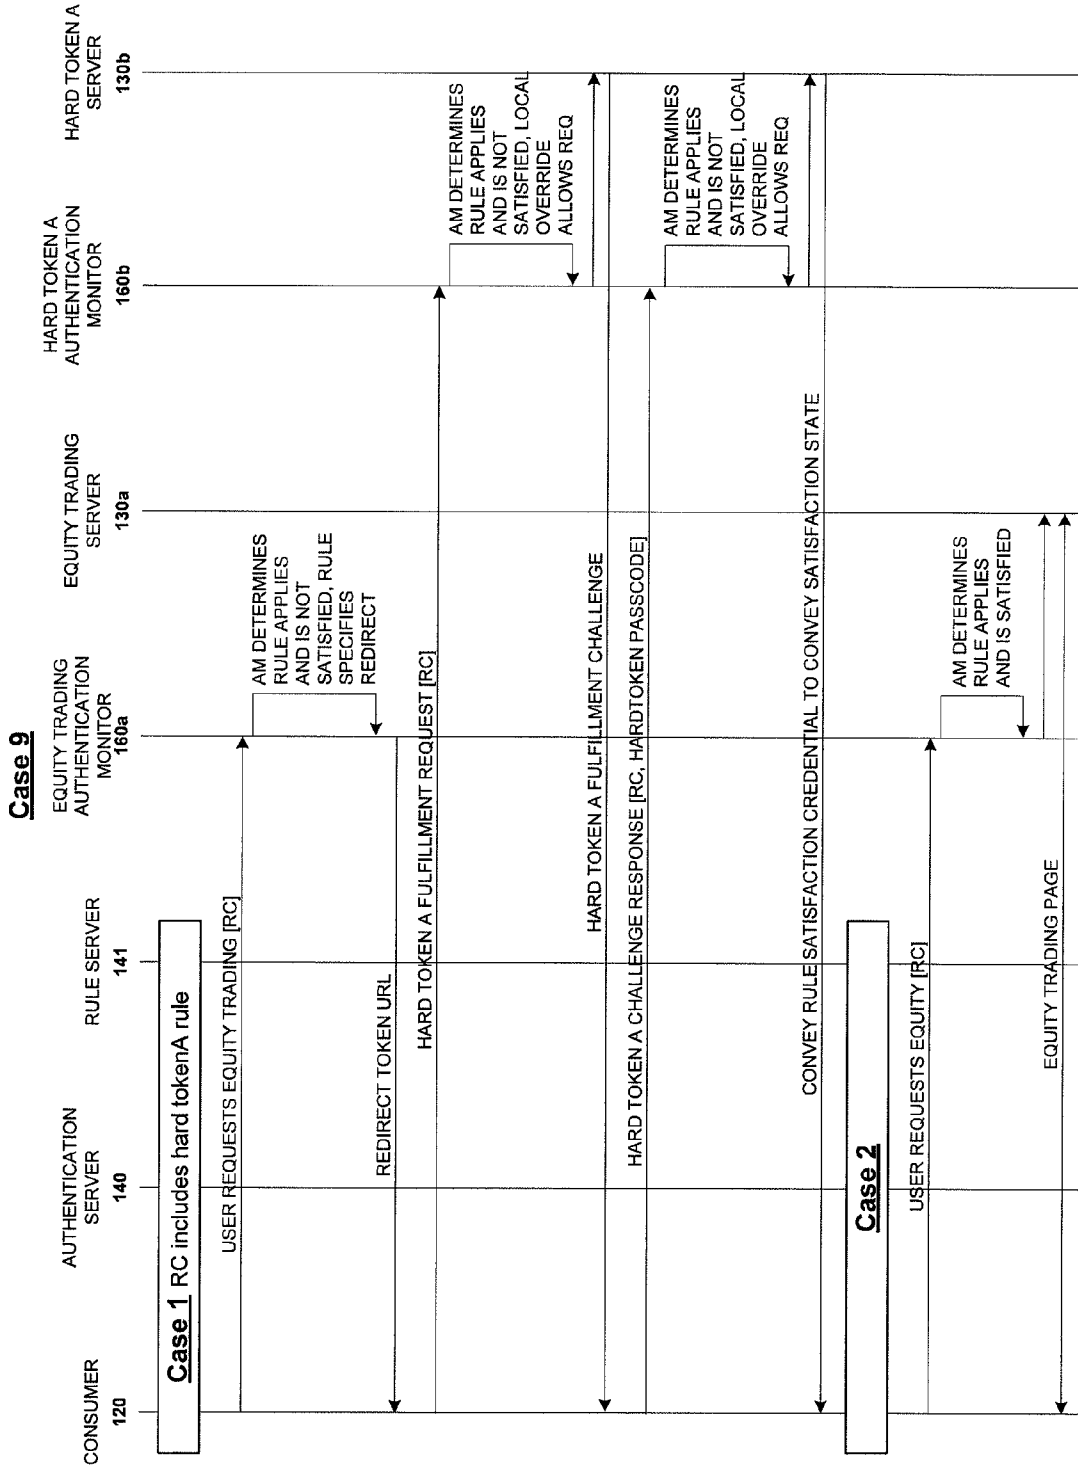 Case 9
CONSUMER
120
AUTHENTICATION
SERVER
140
RULE SERVER
141
EQUITY TRADING
AUTHENTICATION
MONITOR
160a
EQUITY TRADING
SERVER
130a
HARD TOKEN A
AUTHENTICATION
MONITOR
160b
HARD TOKEN A
SERVER
130b
Case 1 RC includes hard tokenA rule
USER REQUESTS EQUITY TRADING [RC]
AM DETERMINES
RULE APPLIES
AND IS NOT
SATISFIED, RULE
SPECIFIES
REDIRECT
REDIRECT TOKEN URL
HARD TOKEN A FULFILLMENT REQUEST [RC]
AM DETERMINES
RULE APPLIES
AND IS NOT
SATISFIED, LOCAL
OVERRIDE
ALLOWS REQ
HARD TOKEN A FULFILLMENT CHALLENGE
HARD TOKEN A CHALLENGE RESPONSE [RC, HARDTOKEN PASSCODE]
AM DETERMINES
RULE APPLIES
AND IS NOT
SATISFIED, LOCAL
OVERRIDE
ALLOWS REQ
CONVEY RULE SATISFACTION CREDENTIAL TO CONVEY SATISFACTION STATE
Case 2
USER REQUESTS EQUITY [RC]
AM DETERMINES
RULE APPLIES
AND IS SATISFIED
EQUITY TRADING PAGE